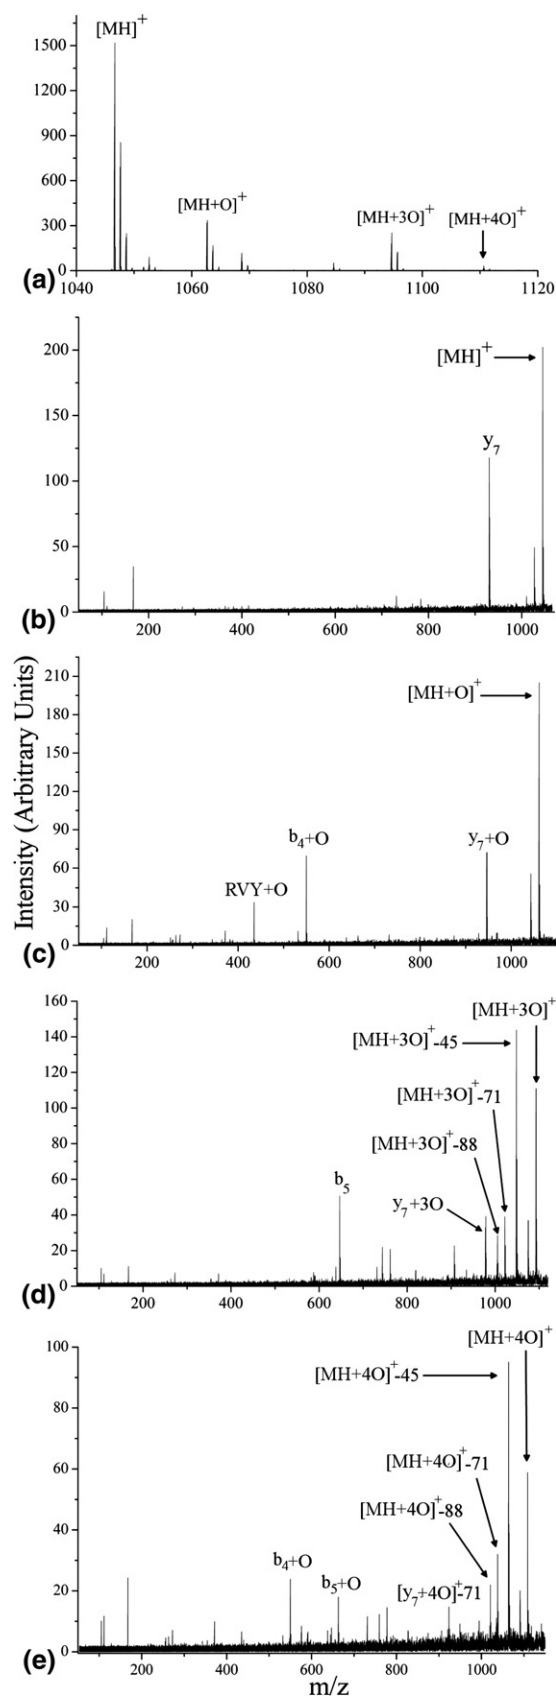 [MH]+
1500
1200
900
[MH+O]+
[MH+3O]+
600
[MH+4O]+
300
0
(a)
1040 1060 1080 1100 1120
200
[MH]+
150
y7
100
50
0
(b)
200 400 600 800 1000
Intensity (Arbitrary Units)
210
[MH+O]+
180
150
120
90
b4+O
y7+O
60
RVY+O
30
0
(c)
200 400 600 800 1000
160
[MH+3O]+
140
[MH+3O]+-45
120
[MH+3O]+-71
100
80
[MH+3O]+-88
60
b5
y7+3O
40
20
0
(d)
200 400 600 800 1000
100
[MH+4O]+
[MH+4O]+-45
80
60
[MH+4O]+-71
[MH+4O]+-88
40
b4+O
b5+O
[y7+4O]+-71
20
0
(e)
200 400 600 800 1000
m/z